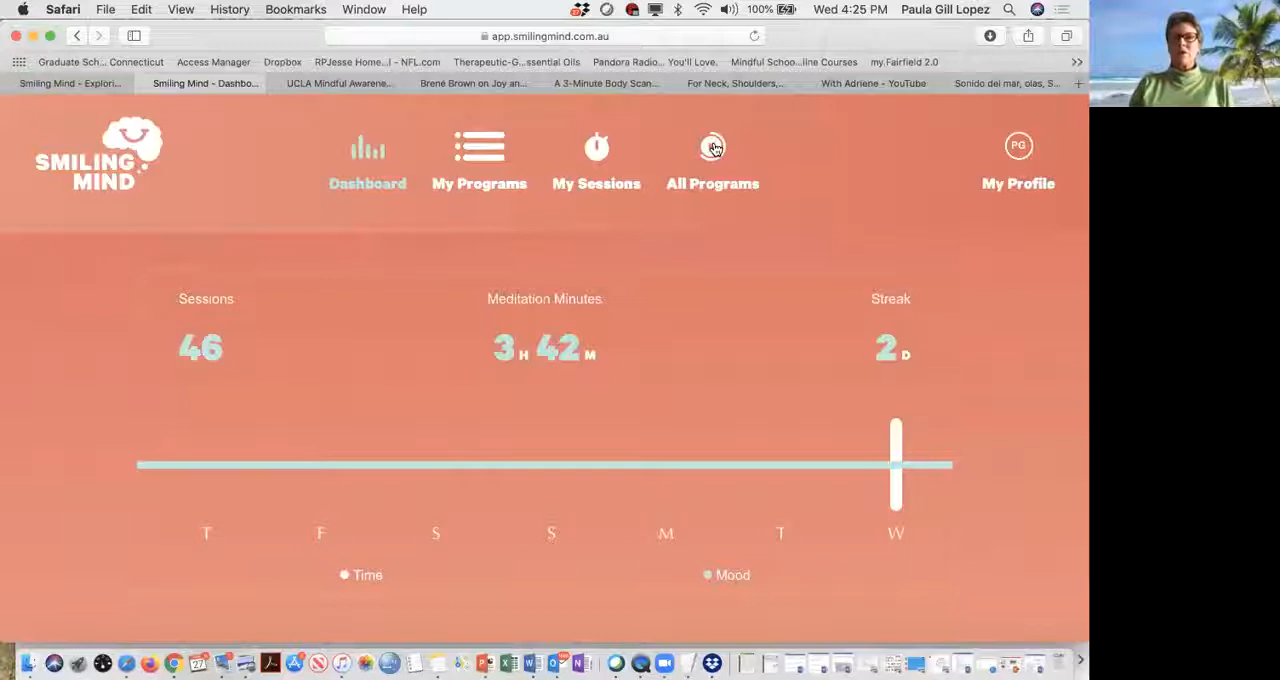 Safari File Edit View History Bookmarks Window Help 100% Wed 4:25 PM Paula Gill Lopez
app.smilingmind.com.au
Graduate Sch... Connecticut Access Manager Dropbox RPJesse Home...l - NFL.com Therapeutic-G...ssential Oils Pandora Radio... You'll Love. Mindful Schoo...line Courses my.Fairfield 2.0 >>
Smiling Mind - Explori... Smiling Mind - Dashbo... UCLA Mindful Awarene... Brené Brown on Joy an... A 3-Minute Body Scan... For Neck, Shoulders,... With Adriene - YouTube Sonido del mar, olas, S... +
SMILING
MIND
Dashboard My Programs My Sessions All Programs
PG
My Profile
Sessions Meditation Minutes Streak
46 3 H 42 M 2 D
T F S S M T W
Time Mood